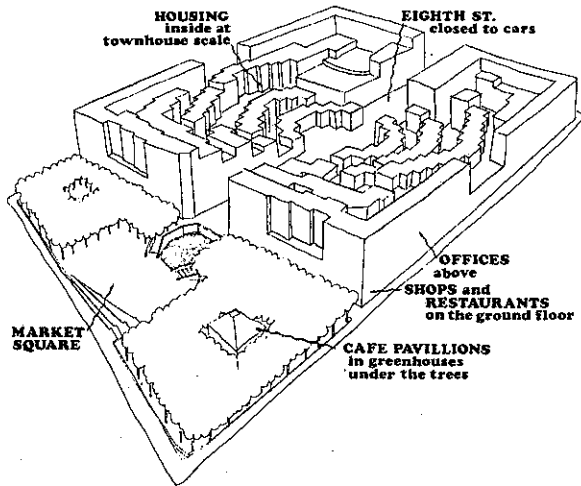 HOUSING
inside at
townhouse scale
EIGHTH ST.
closed to cars
OFFICES
above
SHOPS and
RESTAURANTS
on the ground floor
MARKET
SQUARE
CAFE PAVILLIONS
in greenhouses
under the trees